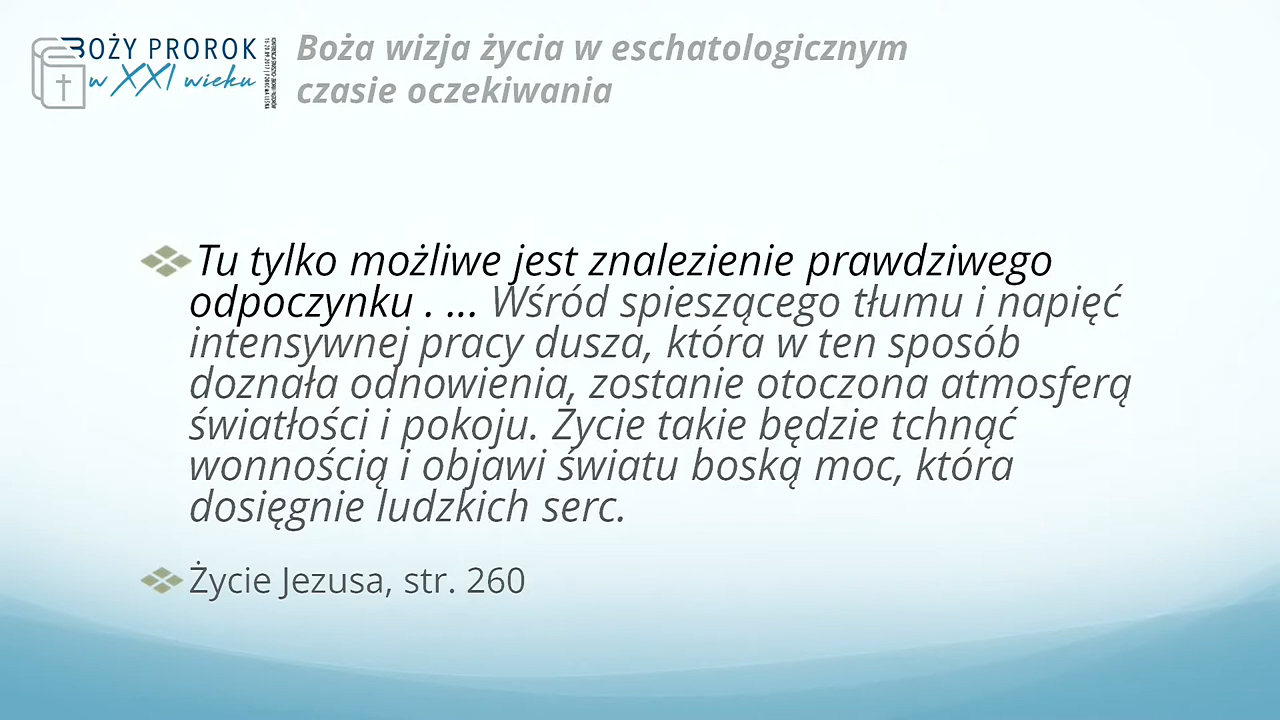 BOŻY PROROK
w XXI wieku
Boża wizja życia w eschatologicznym
czasie oczekiwania
Tu tylko możliwe jest znalezienie prawdziwego
odpoczynku . ... Wśród spieszącego tłumu i napięć
intensywnej pracy dusza, która w ten sposób
doznała odnowienia, zostanie otoczona atmosferą
światłości i pokoju. Życie takie będzie tchnąć
wonnością i objawi światu boską moc, która
dosięgnie ludzkich serc.
Życie Jezusa, str. 260